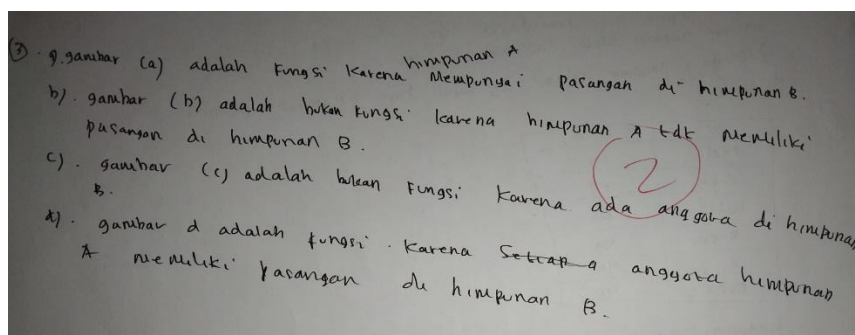 ③. a. gambar (a) adalah Fungsi Karena himpunan A Mempunyai pasangan di himpunan B.
b). gambar (b) adalah bukan Fungsi karena himpunan A tdt Memiliki
pasangan di himpunan B.
c). gambar (c) adalah bukan Fungsi Karena ada anggota di himpunan
B.
d). gambar d adalah fungsi. Karena Setiap a anggota himpunan
A memiliki pasangan di himpunan B.
2